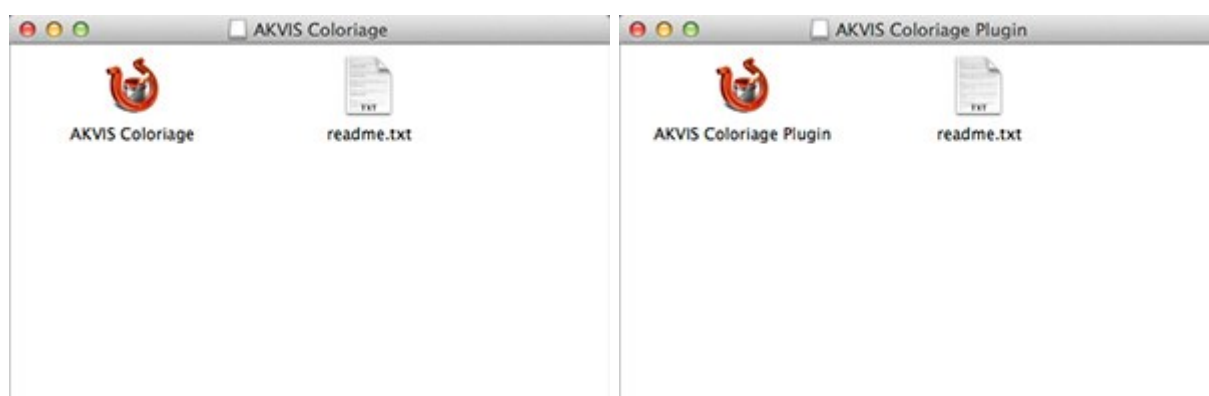 AKVIS Coloriage
AKVIS Coloriage
TXT
readme.txt
AKVIS Coloriage Plugin
AKVIS Coloriage Plugin
TXT
readme.txt